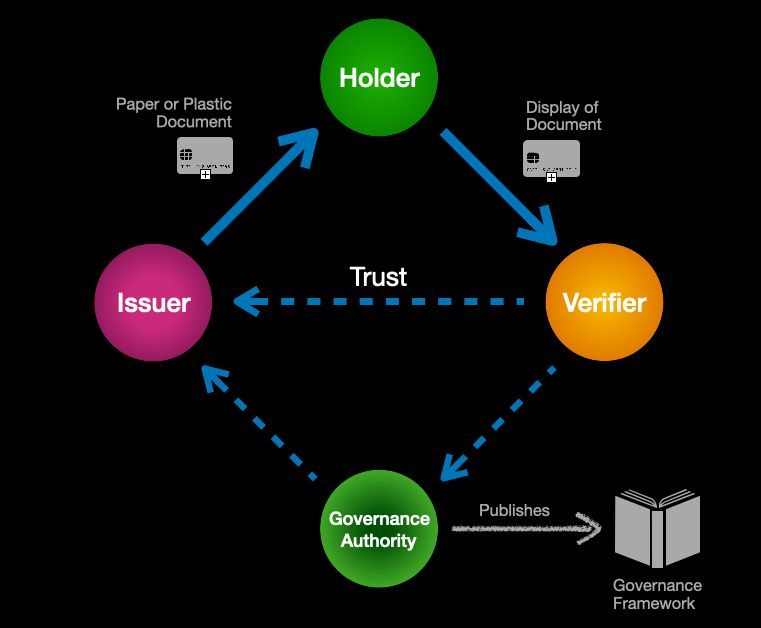 Holder
Paper or Plastic
Document
Display of
Document
Trust
Issuer
Verifier
Governance
Authority
Publishes
Governance
Framework